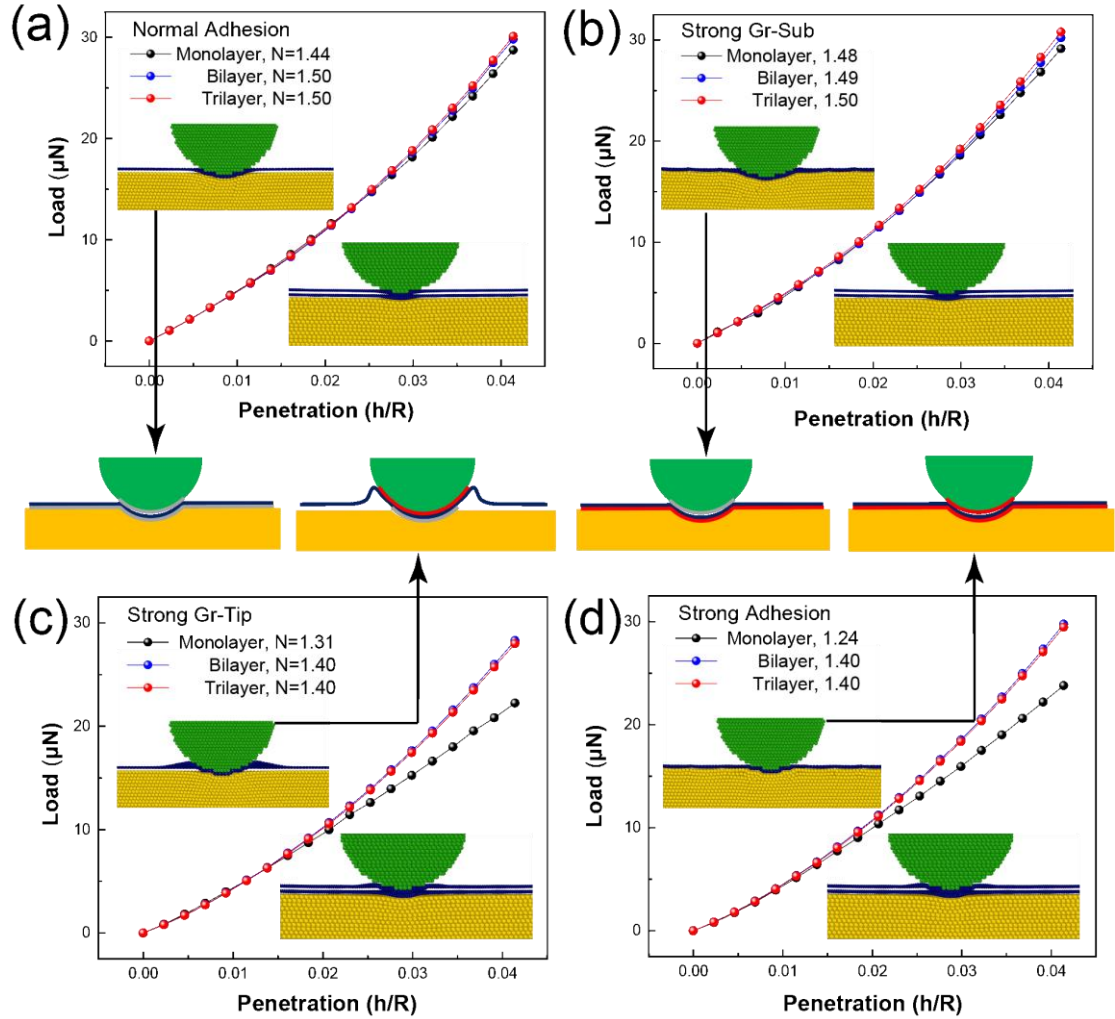 (a)
Normal Adhesion
Monolayer, N=1.44
Bilayer, N=1.50
Trilayer, N=1.50
Load (µN)
30
20
10
0
0.00 0.01 0.02 0.03 0.04
Penetration (h/R)
(b)
Strong Gr-Sub
Monolayer, 1.48
Bilayer, 1.49
Trilayer, 1.50
Load (µN)
30
20
10
0
0.00 0.01 0.02 0.03 0.04
Penetration (h/R)
(c)
Strong Gr-Tip
Monolayer, N=1.31
Bilayer, N=1.40
Trilayer, N=1.40
Load (µN)
30
20
10
0
0.00 0.01 0.02 0.03 0.04
Penetration (h/R)
(d)
Strong Adhesion
Monolayer, 1.24
Bilayer, 1.40
Trilayer, 1.40
Load (µN)
30
20
10
0
0.00 0.01 0.02 0.03 0.04
Penetration (h/R)